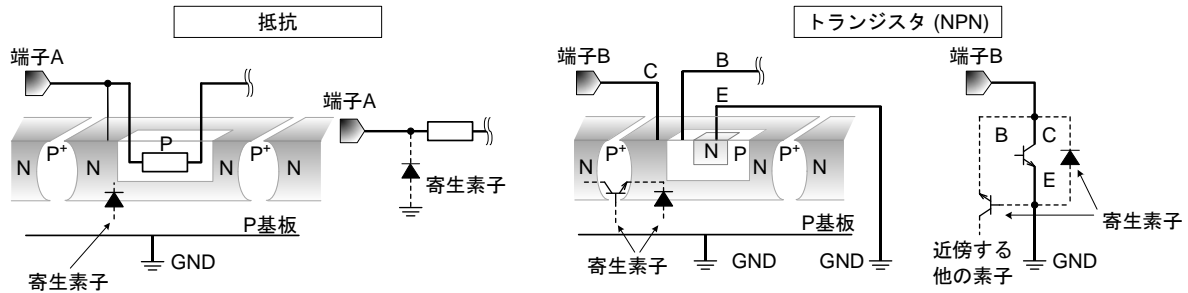 抵抗
端子A
N
P+
N
P
N
P+
N
P基板
GND
寄生素子
端子A
寄生素子
トランジスタ (NPN)
端子B
C
B
E
N
P+
N
N
P
P+
N
P基板
寄生素子
GND
GND
端子B
B
C
E
寄生素子
近傍する
他の素子
GND